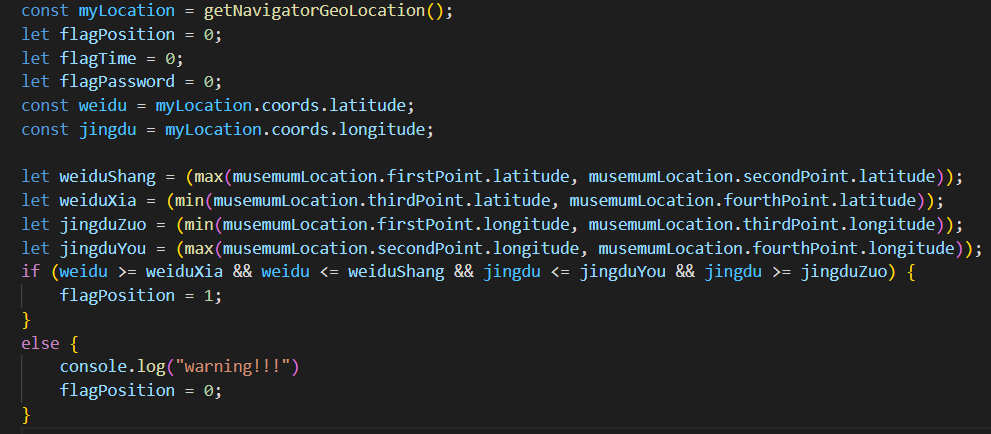 const myLocation = getNavigatorGeoLocation();
let flagPosition = 0;
let flagTime = 0;
let flagPassword = 0;
const weidu = myLocation.coords.latitude;
const jingdu = myLocation.coords.longitude;

let weiduShang = (max(musemumLocation.firstPoint.latitude, musemumLocation.secondPoint.latitude));
let weiduXia = (min(musemumLocation.thirdPoint.latitude, musemumLocation.fourthPoint.latitude));
let jingduZuo = (min(musemumLocation.firstPoint.longitude, musemumLocation.thirdPoint.longitude));
let jingduYou = (max(musemumLocation.secondPoint.longitude, musemumLocation.fourthPoint.longitude));
if (weidu >= weiduXia && weidu <= weiduShang && jingdu <= jingduYou && jingdu >= jingduZuo) {
    flagPosition = 1;
}
else {
    console.log("warning!!!")
    flagPosition = 0;
}